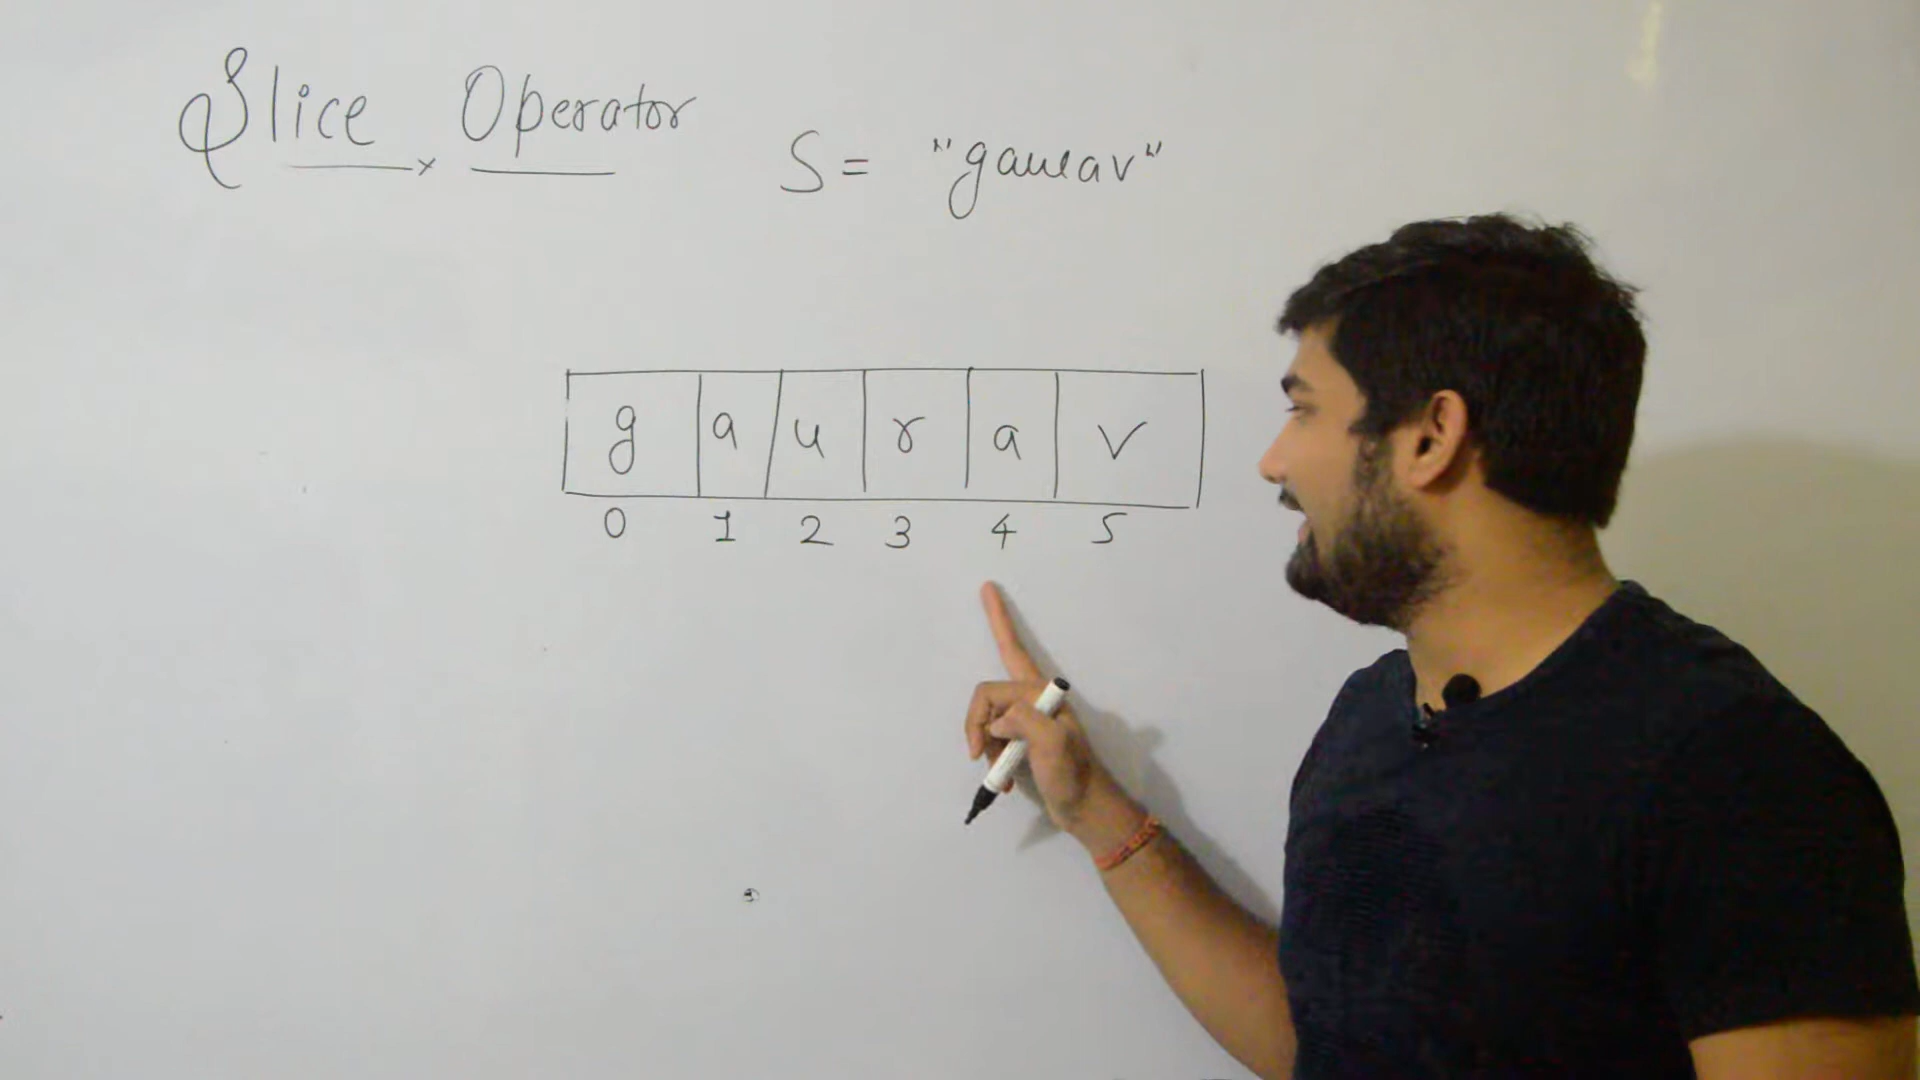 Slice Operator
S = "gaurav"
g a u r a v
0 1 2 3 4 5